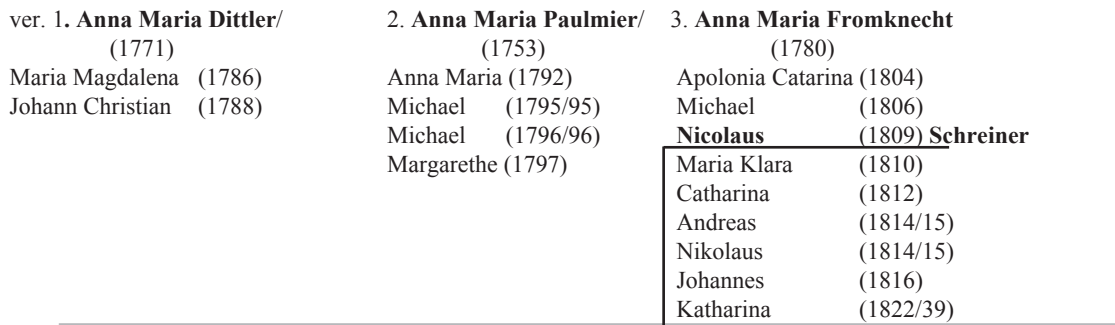 ver. 1. Anna Maria Dittler/ 2. Anna Maria Paulmier/ 3. Anna Maria Fromknecht
(1771) (1753) (1780)
Maria Magdalena (1786) Anna Maria (1792) Apolonia Catarina (1804)
Johann Christian (1788) Michael (1795/95) Michael (1806)
Michael (1796/96) Nicolaus (1809) Schreiner
Margarethe (1797) Maria Klara (1810)
Catharina (1812)
Andreas (1814/15)
Nikolaus (1814/15)
Johannes (1816)
Katharina (1822/39)